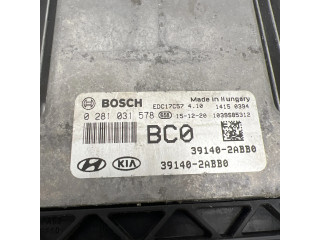 BOSCH
EDC17C57 4.10
Made in Hungary
1415 0394
0 281 031 578
15-12-20 1039S85312
BC0
39140-2ABB0
KIA
39140-2ABB0